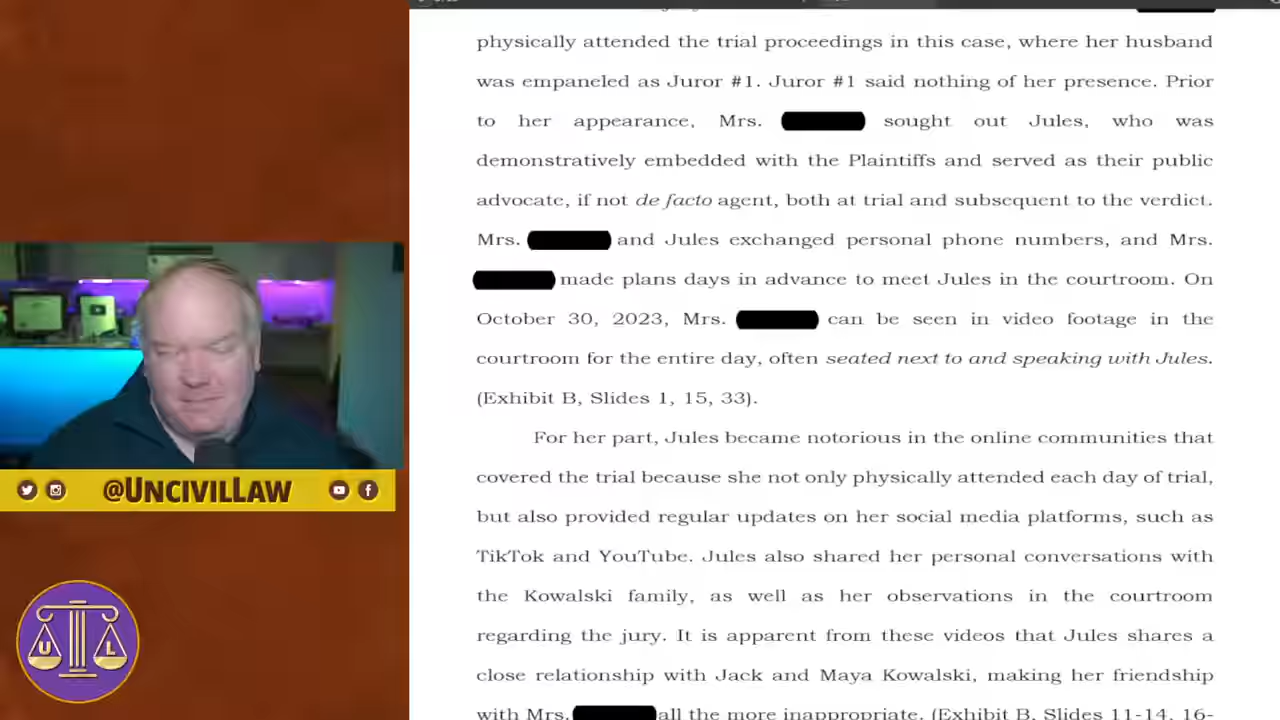 physically attended the trial proceedings in this case, where her husband
was empaneled as Juror #1. Juror #1 said nothing of her presence. Prior
to her appearance, Mrs. sought out Jules, who was
demonstratively embedded with the Plaintiffs and served as their public
advocate, if not de facto agent, both at trial and subsequent to the verdict.
Mrs. and Jules exchanged personal phone numbers, and Mrs.
made plans days in advance to meet Jules in the courtroom. On
October 30, 2023, Mrs. can be seen in video footage in the
courtroom for the entire day, often seated next to and speaking with Jules.
(Exhibit B, Slides 1, 15, 33).
For her part, Jules became notorious in the online communities that
covered the trial because she not only physically attended each day of trial,
but also provided regular updates on her social media platforms, such as
TikTok and YouTube. Jules also shared her personal conversations with
the Kowalski family, as well as her observations in the courtroom
regarding the jury. It is apparent from these videos that Jules shares a
close relationship with Jack and Maya Kowalski, making her friendship
with Mrs. all the more inappropriate. (Exhibit B, Slides 11-14, 16-
@UNCIVILLAW
U L